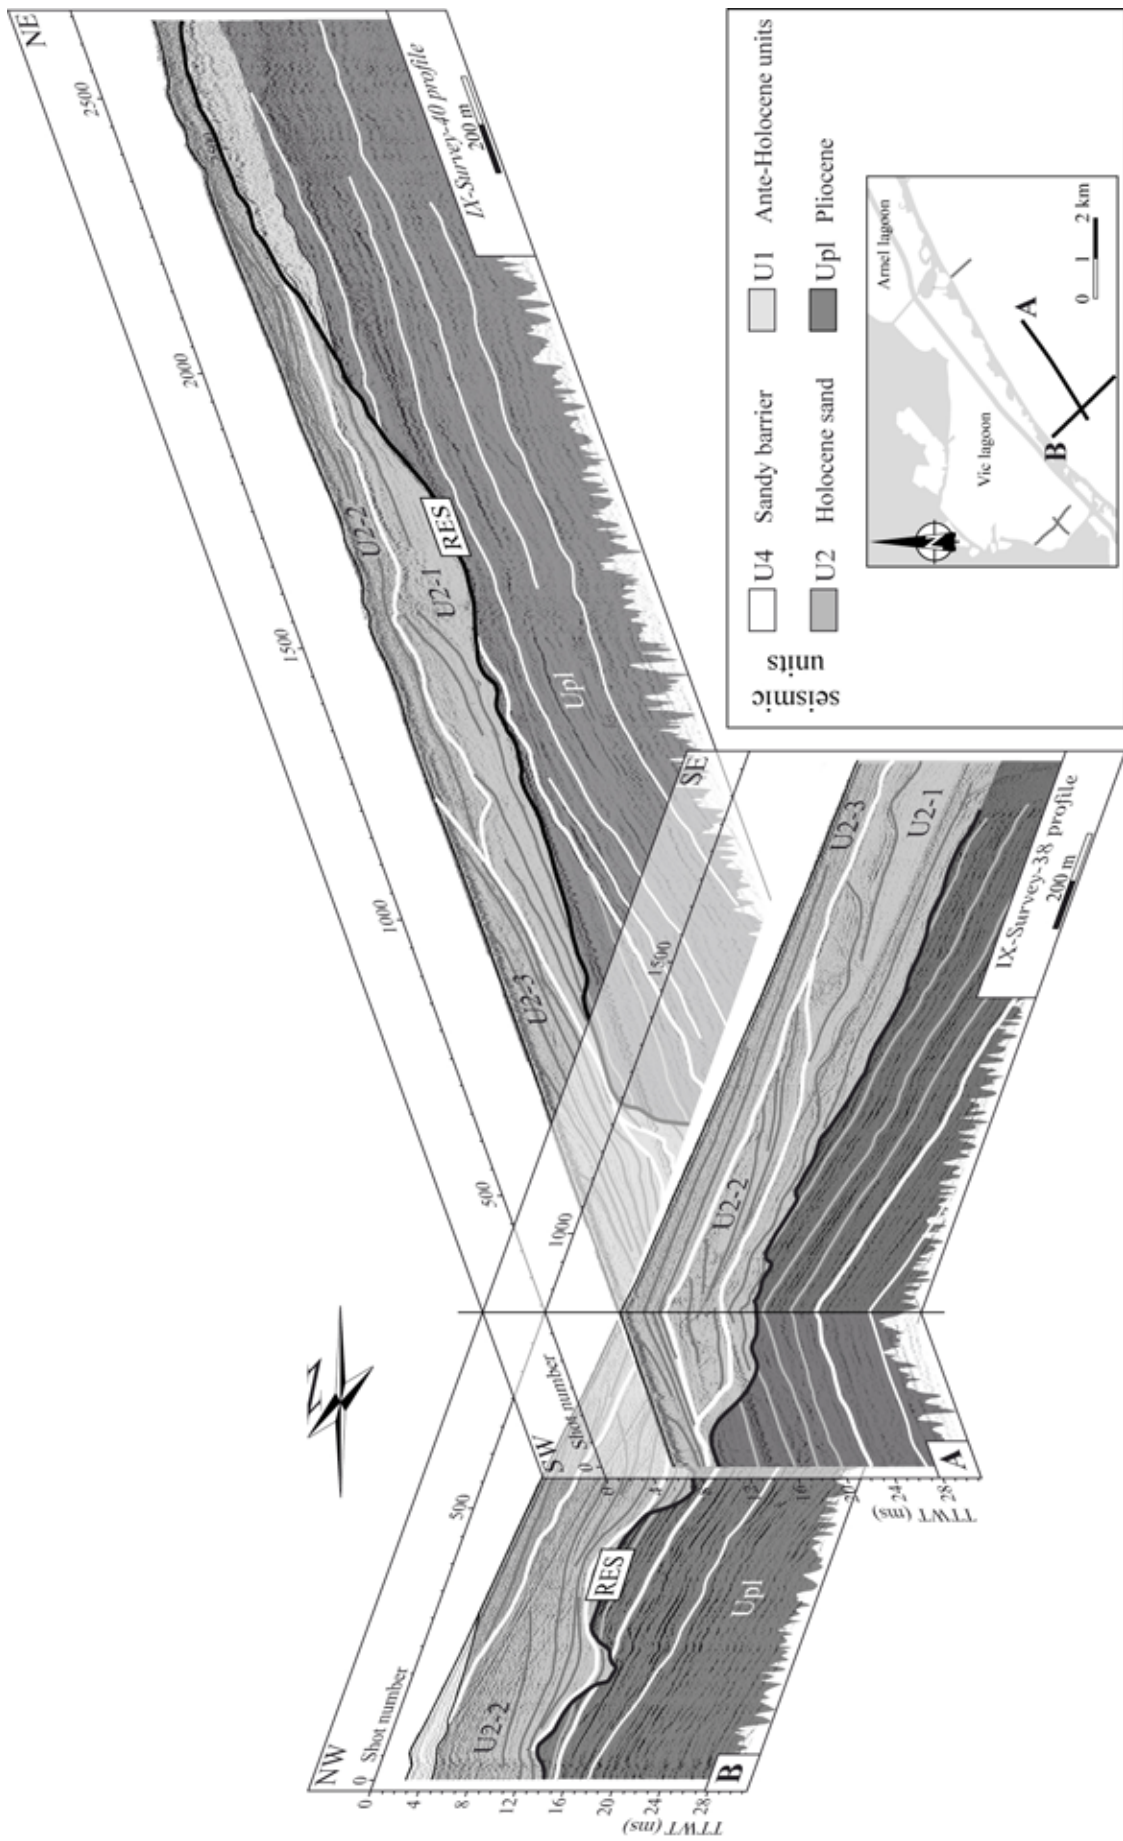 NW
0 Shot number
500
SE
1000
1500
NE
SW
0 Shot number
500
1000
1500
2000
2500
0
4
8
12
16
20
24
28
TTWT (ms)
0
4
8
12
16
20
24
28
TTWT (ms)
B
A
U2-2
RES
Upl
U2-3
U2-2
U2-1
RES
Upl
U2-2
U2-3
U2-1
IX-Survey-40 profile
200 m
IX-Survey-38 profile
200 m
N
seismic units
U4 Sandy barrier
U1 Ante-Holocene units
U2 Holocene sand
Upl Pliocene
N
Arnel lagoon
Vic lagoon
A
B
0 1 2 km